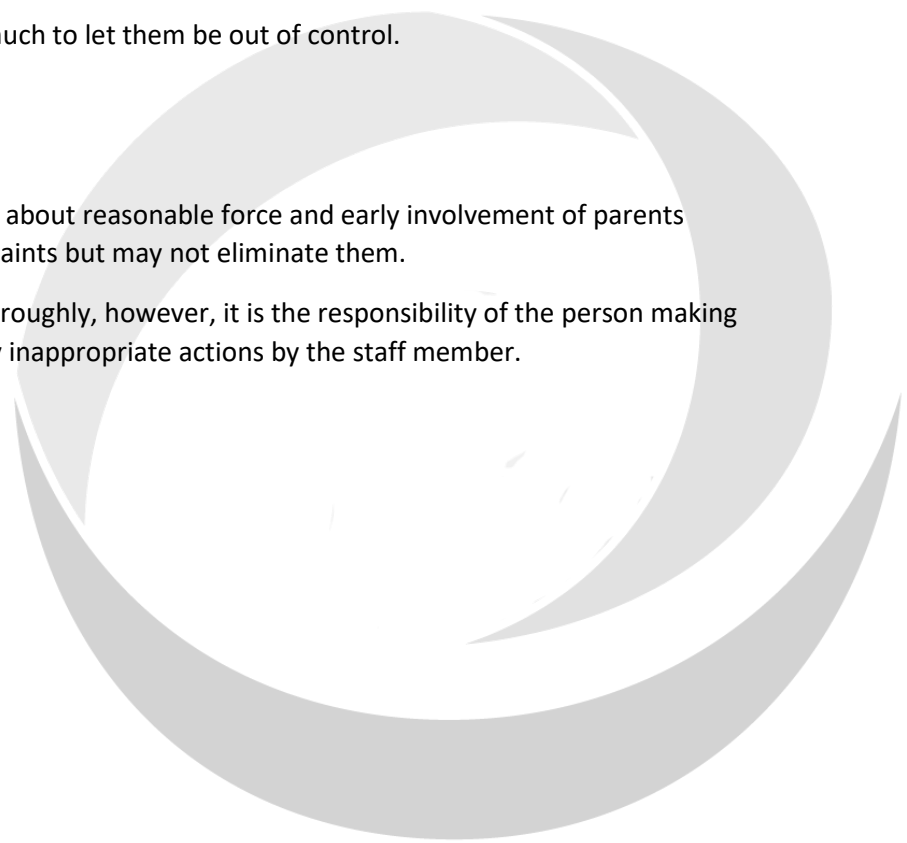 uch to let them be out of control.
about reasonable force and early involvement of parents
aints but may not eliminate them.
roughly, however, it is the responsibility of the person making
inappropriate actions by the staff member.